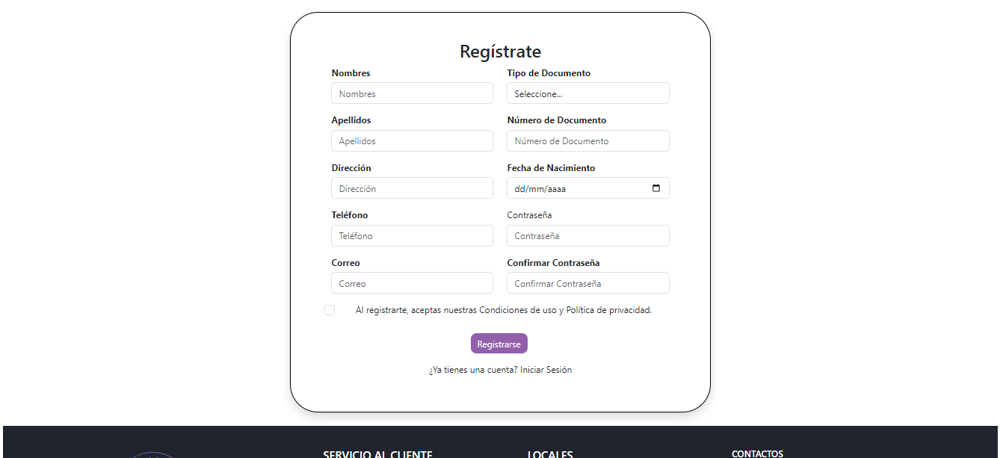 Regístrate
Nombres
Tipo de Documento
Nombres
Seleccione...
Apellidos
Número de Documento
Apellidos
Número de Documento
Dirección
Fecha de Nacimiento
Dirección
dd/mm/aaaa
Teléfono
Contraseña
Teléfono
Contraseña
Correo
Confirmar Contraseña
Correo
Confirmar Contraseña
Al registrarte, aceptas nuestras Condiciones de uso y Política de privacidad.
Registrarse
¿Ya tienes una cuenta? Iniciar Sesión
SERVICIO AL CLIENTE
LOCALES
CONTACTOS